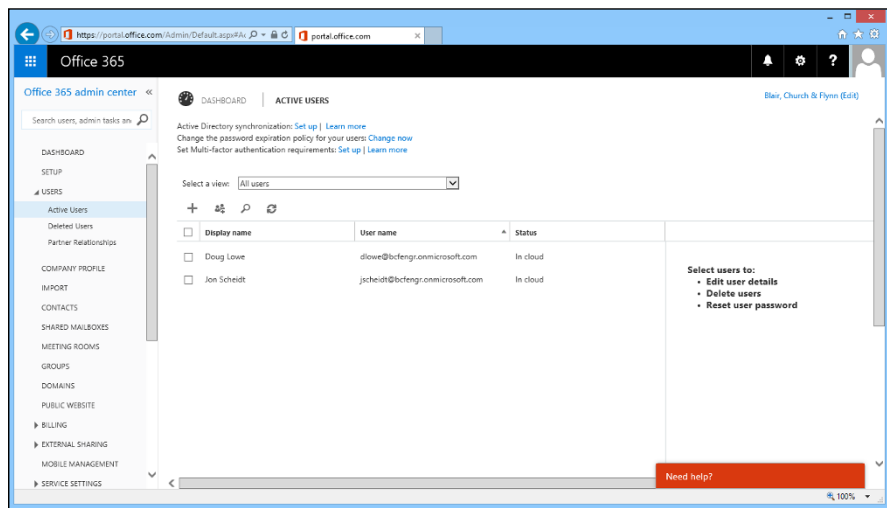 https://portal.office.com/Admin/Default.aspx#Ac
portal.office.com
Office 365
?
Office 365 admin center «
Search users, admin tasks an
DASHBOARD
SETUP
USERS
Active Users
Deleted Users
Partner Relationships
COMPANY PROFILE
IMPORT
CONTACTS
SHARED MAILBOXES
MEETING ROOMS
GROUPS
DOMAINS
PUBLIC WEBSITE
BILLING
EXTERNAL SHARING
MOBILE MANAGEMENT
SERVICE SETTINGS
DASHBOARD | ACTIVE USERS
Blair, Church & Flynn (Edit)
Active Directory synchronization: Set up | Learn more
Change the password expiration policy for your users: Change now
Set Multi-factor authentication requirements: Set up | Learn more
Select a view: All users
Display name User name Status
Doug Lowe dlowe@bcfengr.onmicrosoft.com In cloud
Jon Scheidt jscheidt@bcfengr.onmicrosoft.com In cloud
Select users to:
• Edit user details
• Delete users
• Reset user password
Need help?
100%